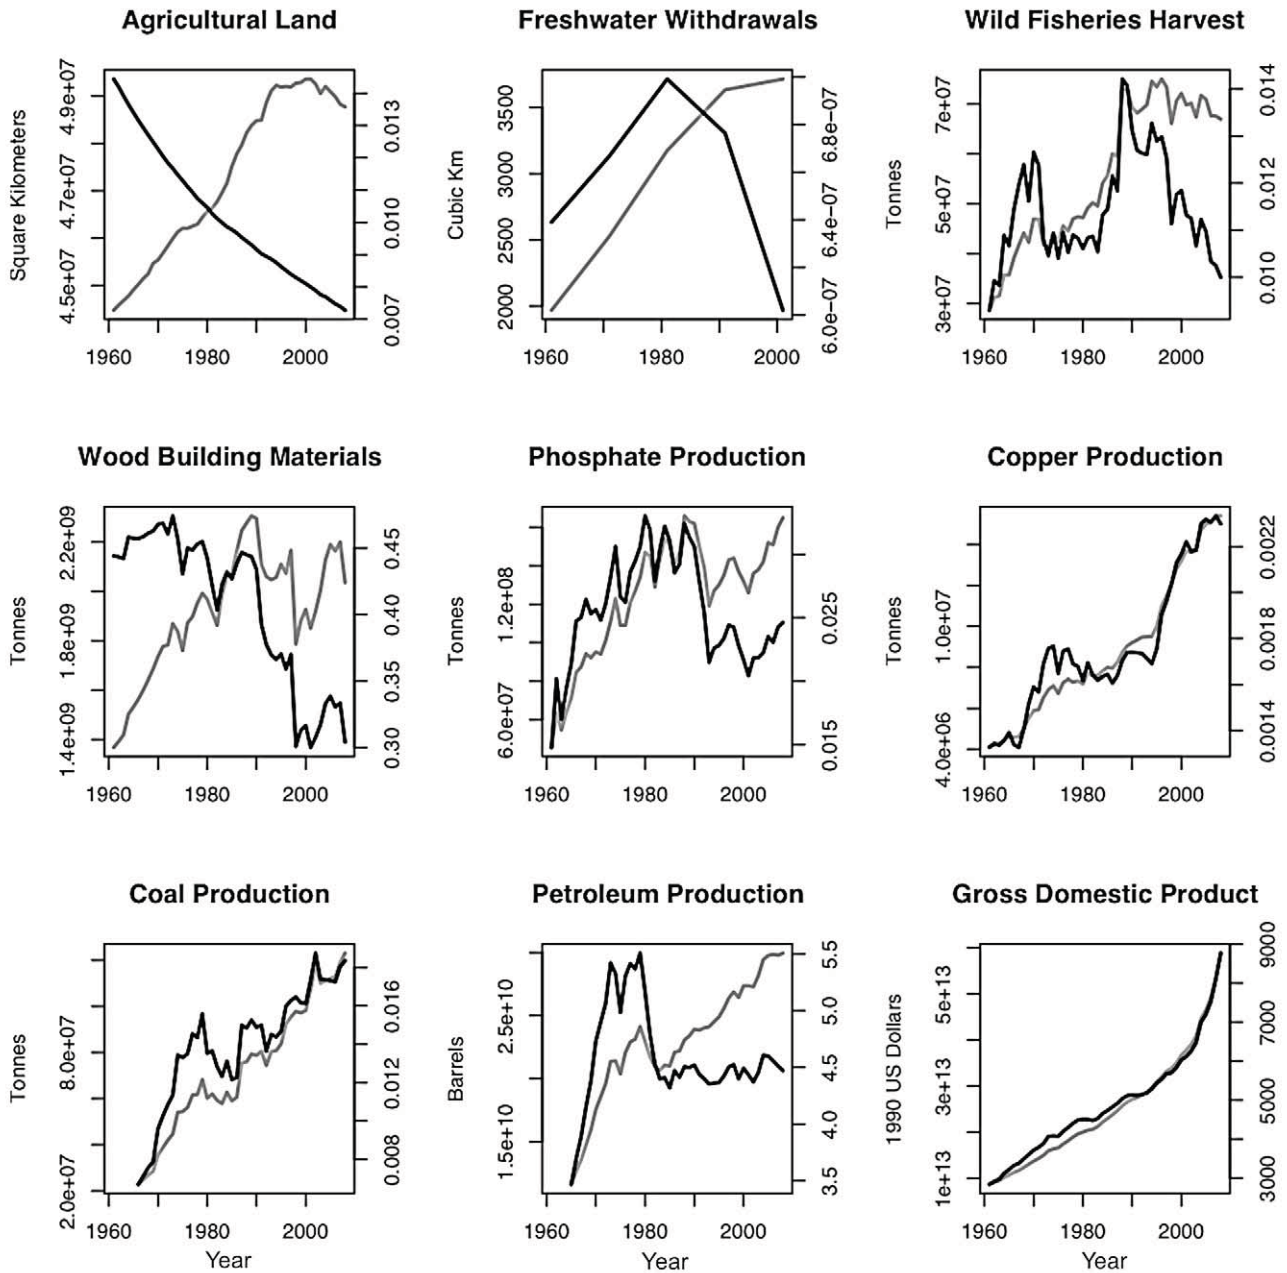 Agricultural Land
Square Kilometers
4.5e+07 4.7e+07 4.9e+07
0.007 0.010 0.013
1960 1980 2000
Freshwater Withdrawals
Cubic Km
2000 2500 3000 3500
6.0e−07 6.4e−07 6.8e−07
1960 1980 2000
Wild Fisheries Harvest
Tonnes
3e+07 5e+07 7e+07
0.010 0.012 0.014
1960 1980 2000
Wood Building Materials
Tonnes
1.4e+09 1.8e+09 2.2e+09
0.30 0.35 0.40 0.45
1960 1980 2000
Phosphate Production
Tonnes
6.0e+07 1.2e+08
0.015 0.025
1960 1980 2000
Copper Production
Tonnes
4.0e+06 1.0e+07
0.0014 0.0018 0.0022
1960 1980 2000
Coal Production
Tonnes
2.0e+07 8.0e+07
0.008 0.012 0.016
1960 1980 2000
Year
Petroleum Production
Barrels
1.5e+10 2.5e+10
3.5 4.0 4.5 5.0 5.5
1960 1980 2000
Year
Gross Domestic Product
1990 US Dollars
1e+13 3e+13 5e+13
3000 5000 7000 9000
1960 1980 2000
Year